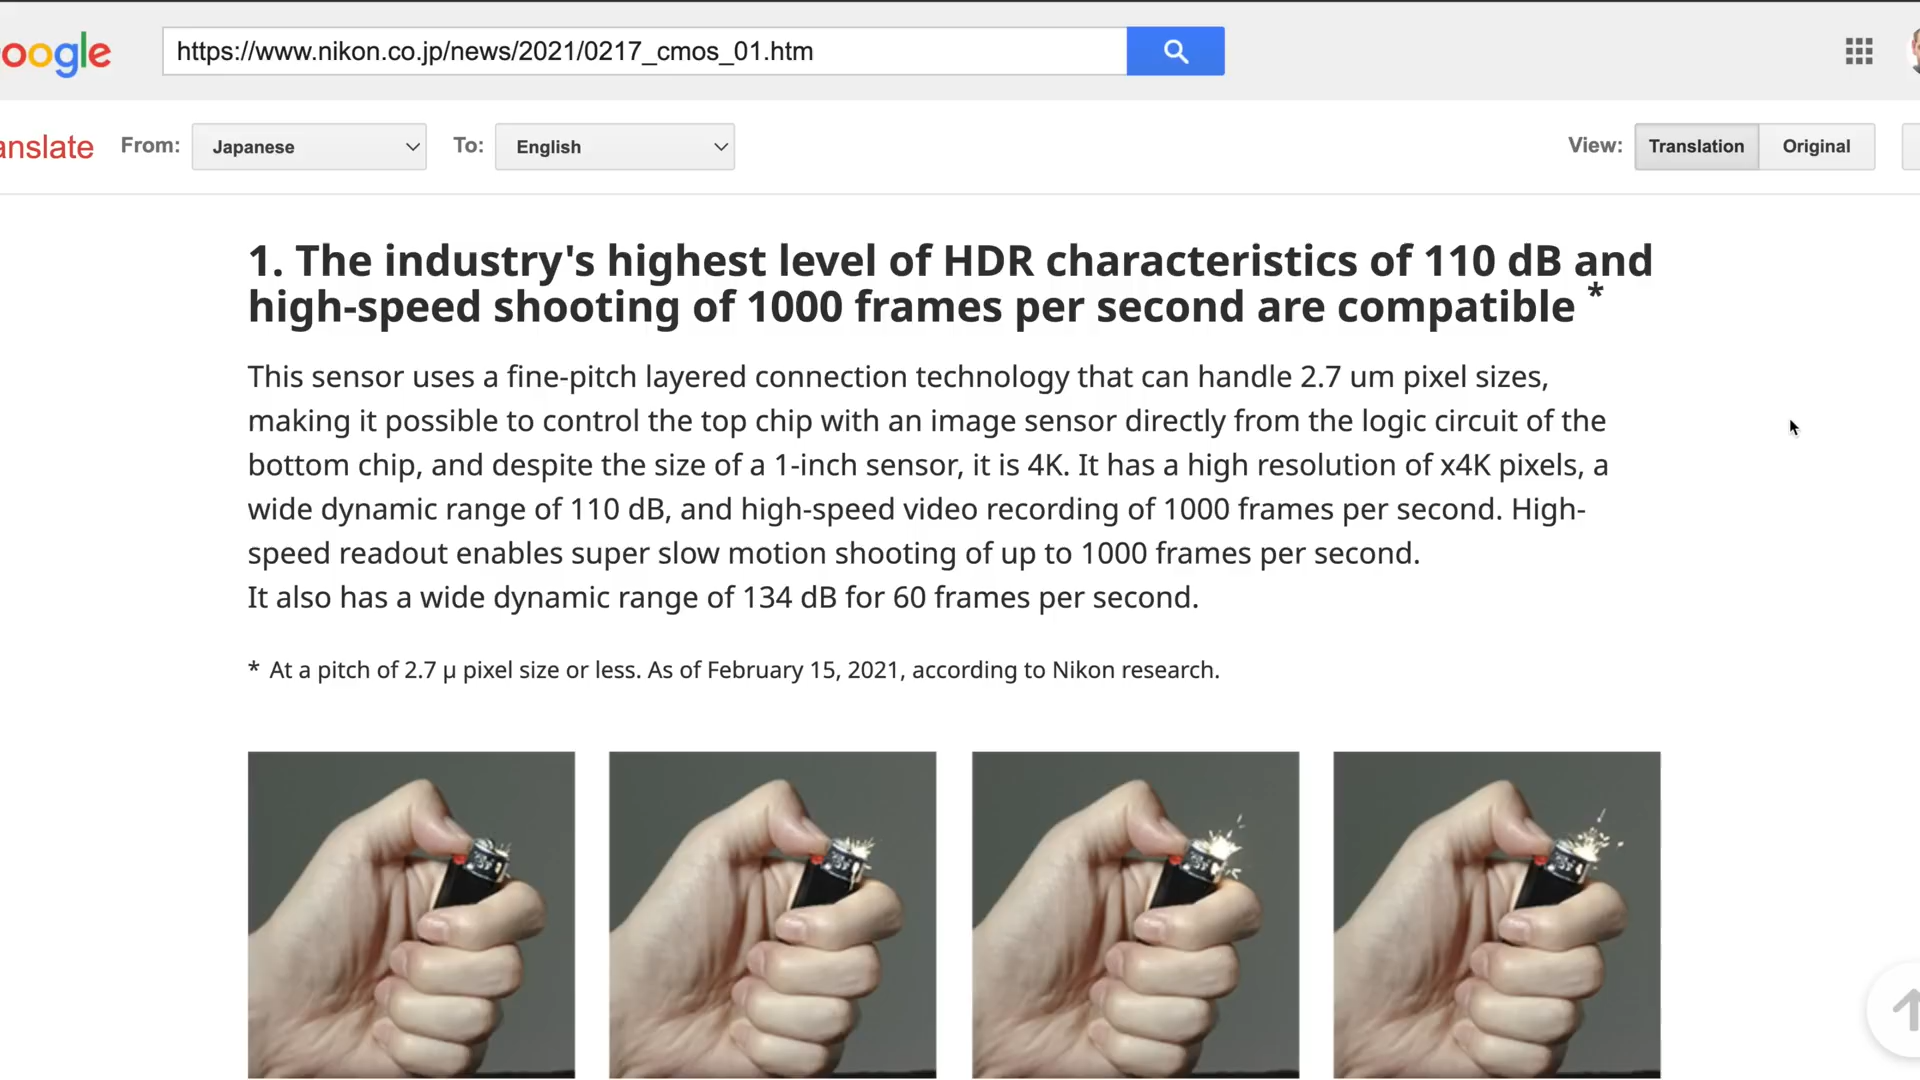 oogle
https://www.nikon.co.jp/news/2021/0217_cmos_01.htm
anslate From: Japanese To: English View: Translation Original
1. The industry's highest level of HDR characteristics of 110 dB and
high-speed shooting of 1000 frames per second are compatible *
This sensor uses a fine-pitch layered connection technology that can handle 2.7 um pixel sizes,
making it possible to control the top chip with an image sensor directly from the logic circuit of the
bottom chip, and despite the size of a 1-inch sensor, it is 4K. It has a high resolution of x4K pixels, a
wide dynamic range of 110 dB, and high-speed video recording of 1000 frames per second. High-
speed readout enables super slow motion shooting of up to 1000 frames per second.
It also has a wide dynamic range of 134 dB for 60 frames per second.
* At a pitch of 2.7 μ pixel size or less. As of February 15, 2021, according to Nikon research.